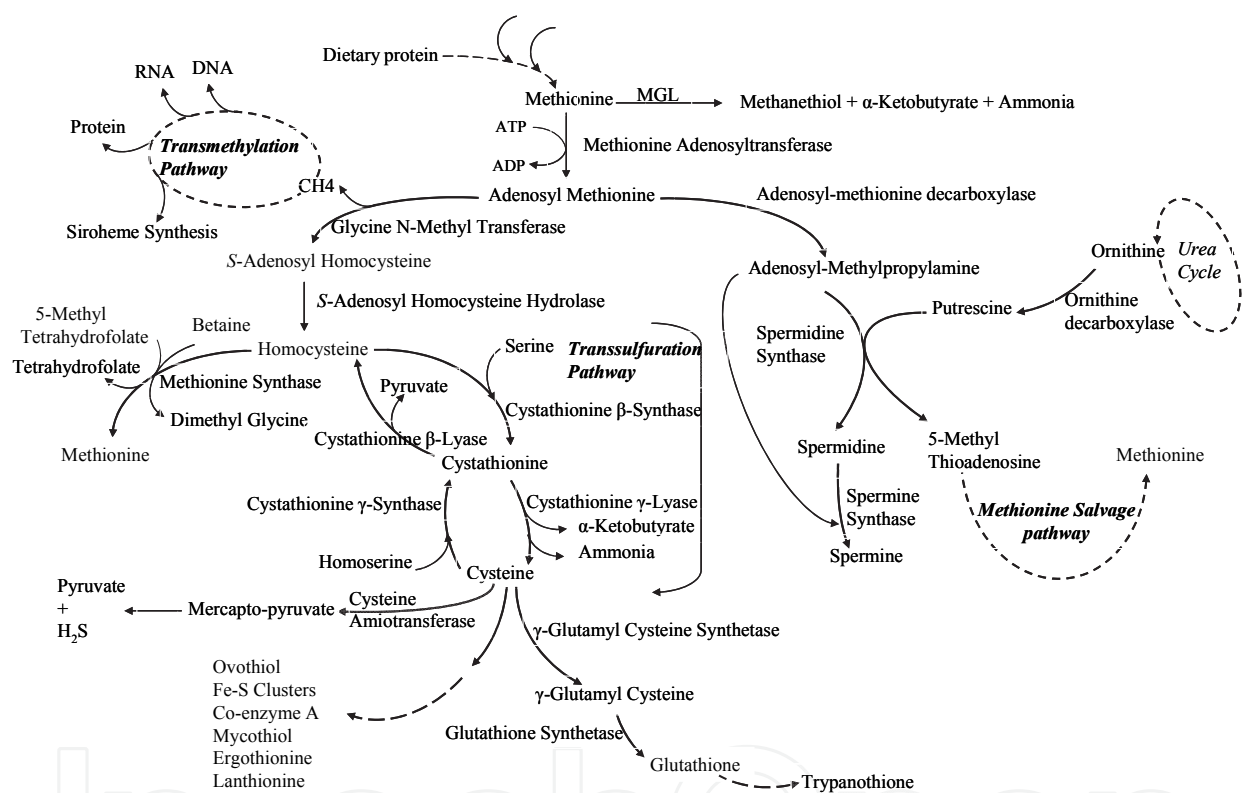 Dietary protein
RNA
DNA
Methionine
MGL
Methanethiol + α-Ketobutyrate + Ammonia
Protein
ATP
Transmethylation
Pathway
Methionine Adenosyltransferase
ADP
CH4
Adenosyl Methionine
Adenosyl-methionine decarboxylase
Siroheme Synthesis
Glycine N-Methyl Transferase
S-Adenosyl Homocysteine
Adenosyl-Methylpropylamine
Ornithine
Urea
Cycle
S-Adenosyl Homocysteine Hydrolase
Putrescine
Ornithine
decarboxylase
5-Methyl
Tetrahydrofolate
Betaine
Spermidine
Synthase
Homocysteine
Serine
Transsulfuration
Pathway
Tetrahydrofolate
Methionine Synthase
Pyruvate
Dimethyl Glycine
Cystathionine β-Synthase
Cystathionine β-Lyase
Methionine
Cystathionine
Spermidine
5-Methyl
Thioadenosine
Methionine
Cystathionine γ-Synthase
Cystathionine γ-Lyase
α-Ketobutyrate
Spermine
Synthase
Methionine Salvage
pathway
Ammonia
Homoserine
Spermine
Cysteine
Pyruvate
+
H2S
Mercapto-pyruvate
Cysteine
Amiotransferase
γ-Glutamyl Cysteine Synthetase
Ovothiol
Fe-S Clusters
Co-enzyme A
Mycothiol
Ergothionine
Lanthionine
γ-Glutamyl Cysteine
Glutathione Synthetase
Glutathione
Trypanothione